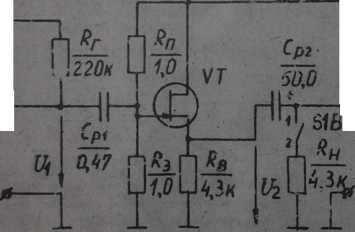 RГ
220к
RП
1,0
VT
Cр2
50,0
Cр1
0,47
1
S1В
2
U1
RЗ
1,0
RВ
4,3к
U2
RН
4.3к